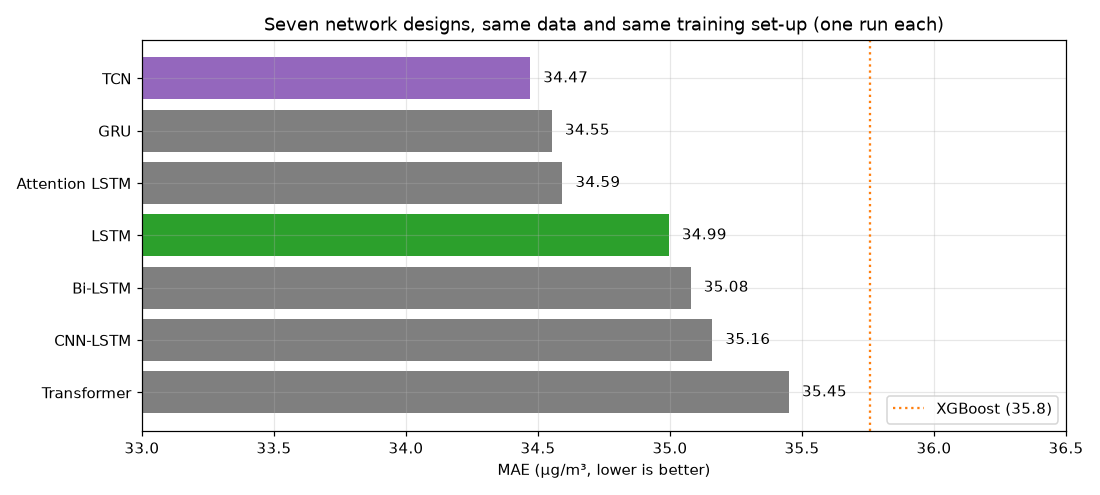 Seven network designs, same data and same training set-up (one run each)
TCN
34.47
GRU
34.55
Attention LSTM
34.59
LSTM
34.99
Bi-LSTM
35.08
CNN-LSTM
35.16
Transformer
35.45
XGBoost (35.8)
33.0 33.5 34.0 34.5 35.0 35.5 36.0 36.5
MAE (µg/m³, lower is better)